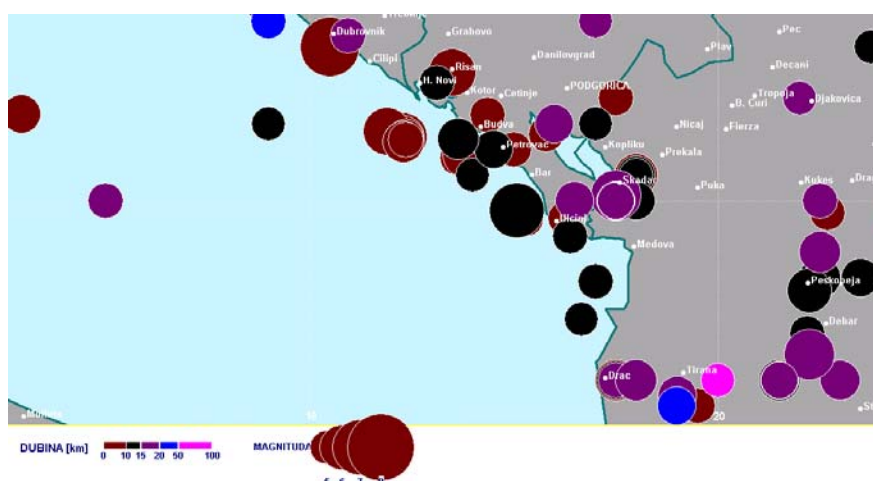 Trebinje
Dubrovnik
Grabovo
Pec
Plav
Danilovgrad
Cilipi
Risan
Decani
H. Novi
PODGORICA
Kotor
Cetinje
Tropoja
Djakovica
B. Curi
Budva
Nicaj
Fierza
Petrovac
Kopliku
Prekala
Bar
Skadar
Puka
Kukes
Ulcinj
Medova
Peskopeja
Debar
Drac
Tirana
20
DUBINA [km]
0 10 15 20 50 100
MAGNITUDA